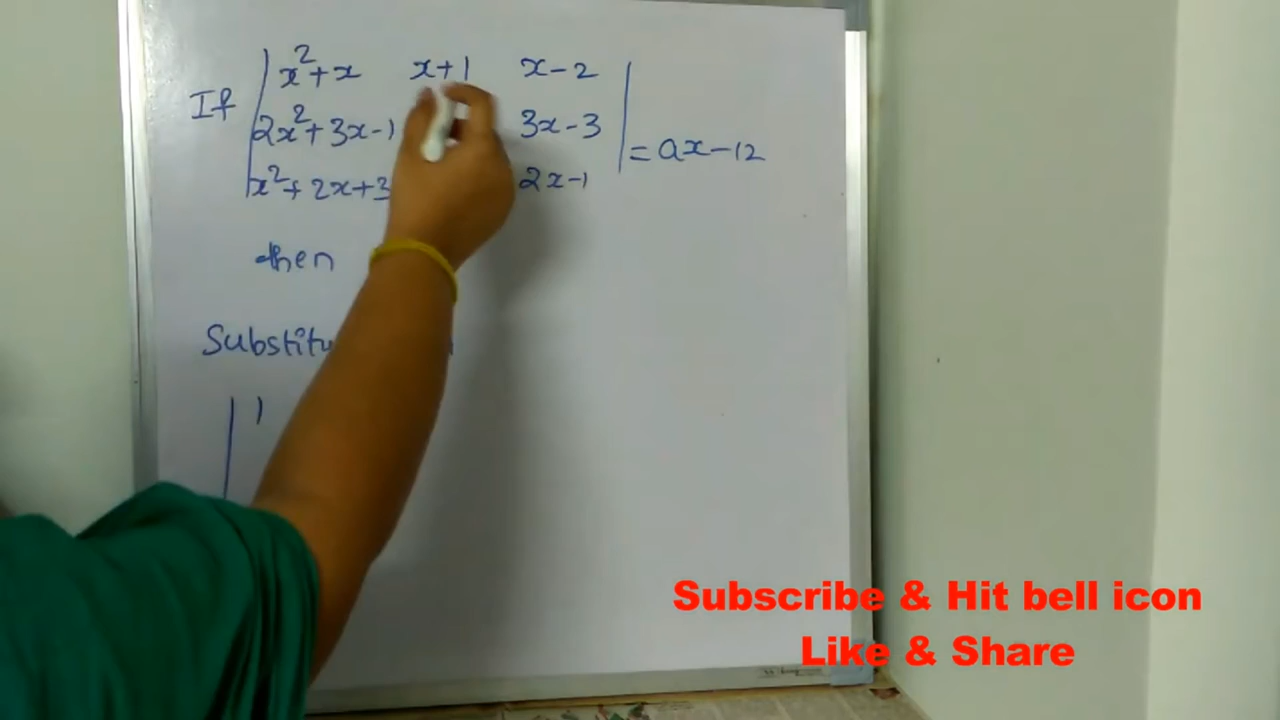 If | x²+x x+1 x-2 |
2x²+3x-1 3x-3 = ax-12
x²+2x+3 2x-1
then
| 1
Subscribe & Hit bell icon
Like & Share